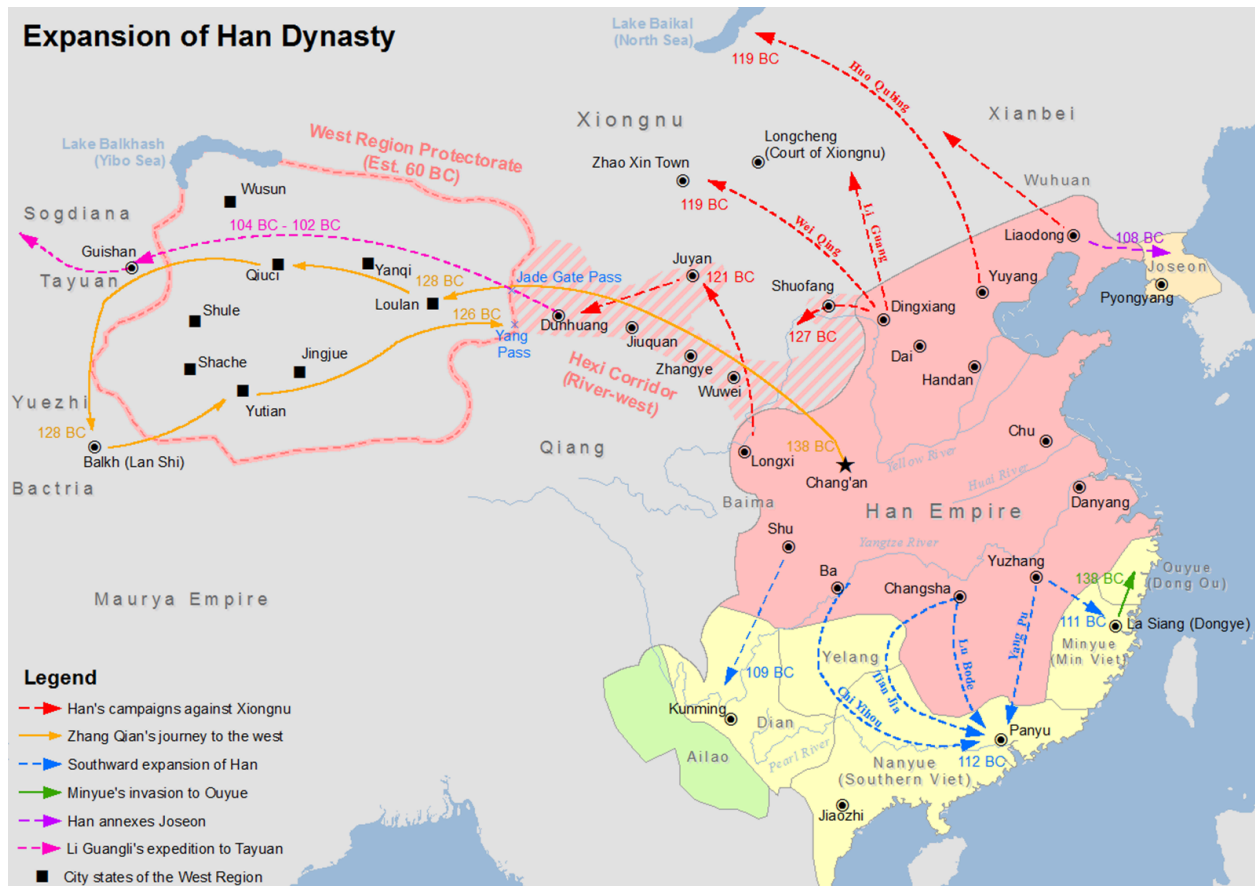 Expansion of Han Dynasty
Lake Baikal
(North Sea)
119 BC
Huo Qubing
Xianbei
Xiongnu
Longcheng
(Court of Xiongnu)
Zhao Xin Town
Lake Balkhash
(Yibo Sea)
West Region Protectorate
(Est. 60 BC)
Wusun
119 BC
Wei Qing
Li Guang
Wuhuan
Sogdiana
104 BC - 102 BC
Liaodong
108 BC
Guishan
Tayuan
Qiuci
Yanqi
128 BC
Jade Gate Pass
Juyan
121 BC
Joseon
Loulan
Shuofang
Yuyang
Pyongyang
Shule
126 BC
Yang
Pass
Dunhuang
Dingxiang
Jiuquan
127 BC
Shache
Jingjue
Hexi Corridor
(River-west)
Zhangye
Dai
Handan
Wuwei
Yuezhi
Yutian
128 BC
Balkh (Lan Shi)
Qiang
138 BC
Longxi
Chang'an
Yellow River
Chu
Huai River
Bactria
Baima
Han Empire
Danyang
Shu
Yangtze River
Yuzhang
Ouyue
(Dong Ou)
138 BC
Maurya Empire
Ba
Changsha
111 BC
La Siang (Dongye)
Minyue
(Min Viet)
Yelang
Yang Pu
Lu Bode
Tian Jia
Chi Yihou
109 BC
Kunming
Dian
Panyu
Ailao
Pearl River
112 BC
Nanyue
(Southern Viet)
Jiaozhi
Legend
Han's campaigns against Xiongnu
Zhang Qian's journey to the west
Southward expansion of Han
Minyue's invasion to Ouyue
Han annexes Joseon
Li Guangli's expedition to Tayuan
City states of the West Region